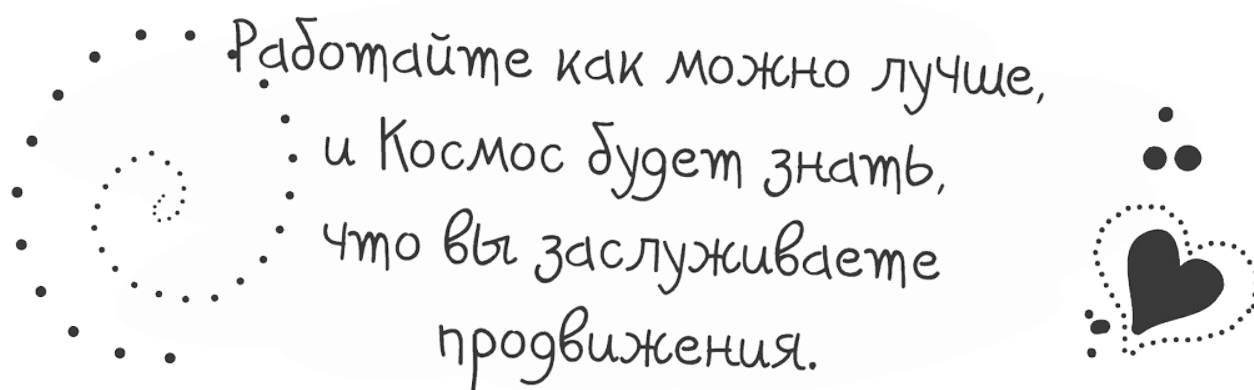 Работайте как можно лучше,
и Космос будет знать,
что вы заслуживаете
продвижения.